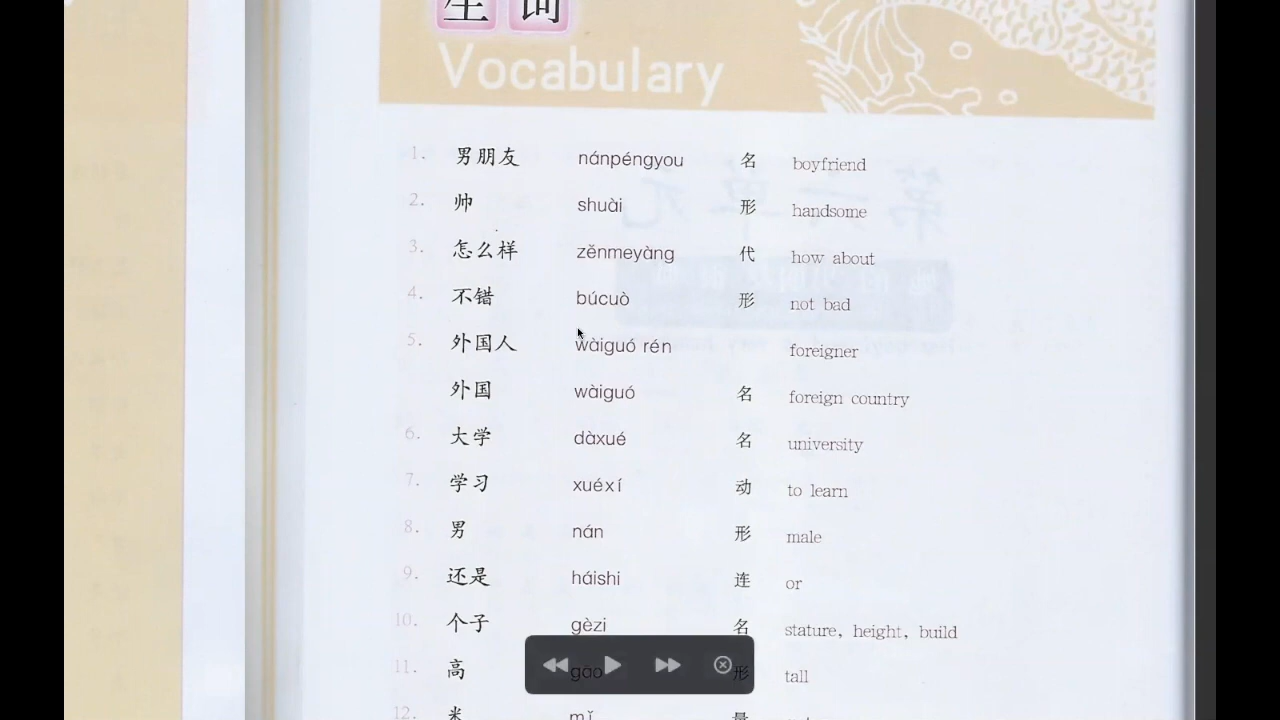 生词
Vocabulary
1. 男朋友 nánpéngyou 名 boyfriend
2. 帅 shuài 形 handsome
3. 怎么样 zěnmeyàng 代 how about
4. 不错 búcuò 形 not bad
5. 外国人 wàiguó rén foreigner
外国 wàiguó 名 foreign country
6. 大学 dàxué 名 university
7. 学习 xuéxí 动 to learn
8. 男 nán 形 male
9. 还是 háishi 连 or
10. 个子 gèzi 名 stature, height, build
11. 高 gāo 形 tall
12. 米 mǐ 量